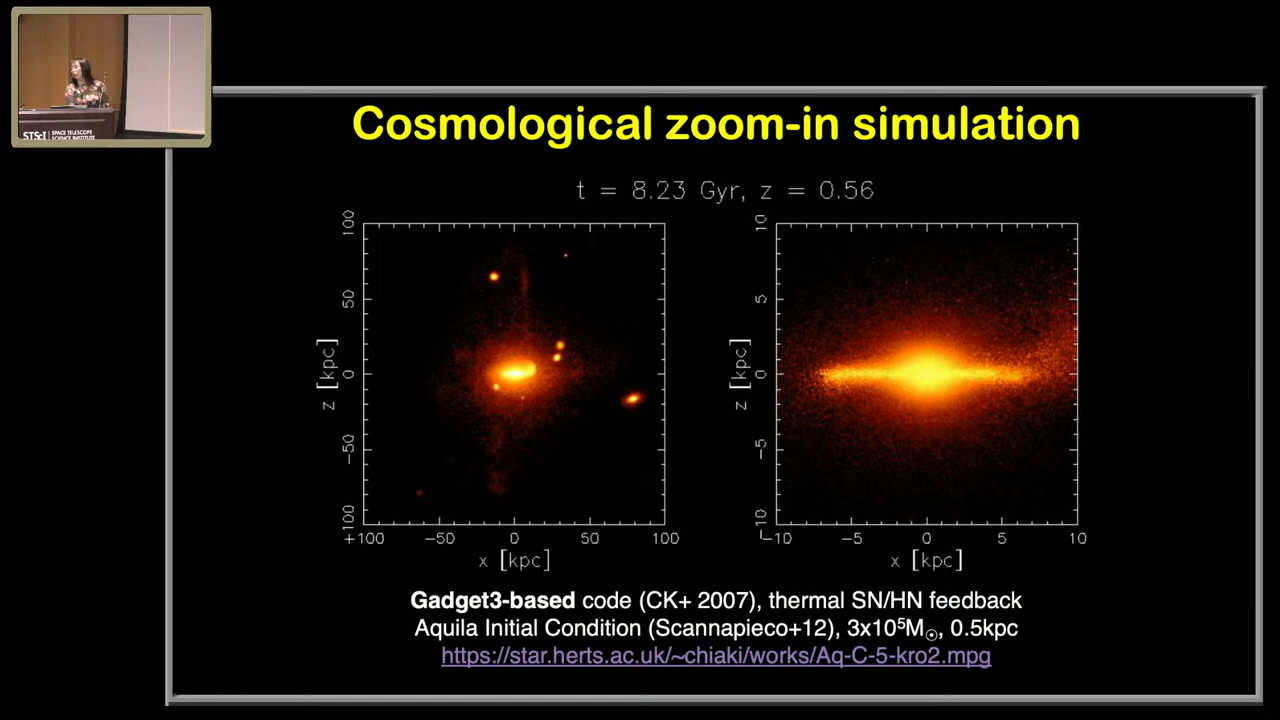 STScI | SPACE TELESCOPE
SCIENCE INSTITUTE
Cosmological zoom-in simulation
t = 8.23 Gyr, z = 0.56
100
50
0
−50
−100
z [kpc]
−100
−50
0
50
100
x [kpc]
10
5
0
−5
−10
z [kpc]
−10
−5
0
5
10
x [kpc]
Gadget3-based code (CK+ 2007), thermal SN/HN feedback
Aquila Initial Condition (Scannapieco+12), 3x10⁵M☉, 0.5kpc
https://star.herts.ac.uk/~chiaki/works/Aq-C-5-kro2.mpg